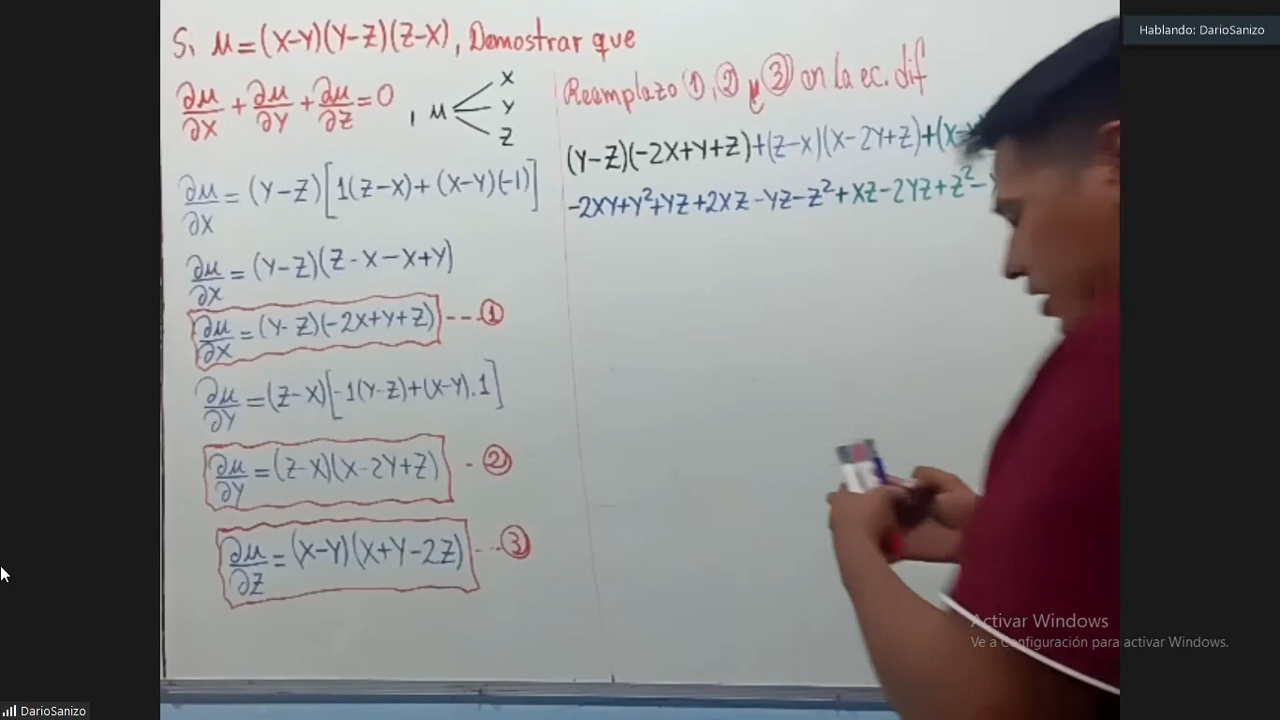 Si μ=(x-y)(y-z)(z-x), Demostrar que
∂μ/∂x + ∂μ/∂y + ∂μ/∂z = 0 , μ < x y z
∂μ/∂x = (y-z)[1(z-x)+(x-y)(-1)]
∂μ/∂x = (y-z)(z-x-x+y)
∂μ/∂x = (y-z)(-2x+y+z) ---①
∂μ/∂y = (z-x)[-1(y-z)+(x-y).1]
∂μ/∂y = (z-x)(x-2y+z) - ②
∂μ/∂z = (x-y)(x+y-2z) -...③
Reemplazo ①,② y ③ en la ec. dif
(y-z)(-2x+y+z)+(z-x)(x-2y+z)+(x-
-2xy+y²+yz+2xz-yz-z²+xz-2yz+z²-
Hablando: DarioSanizo
Activar Windows
Ve a Configuración para activar Windows.
DarioSanizo